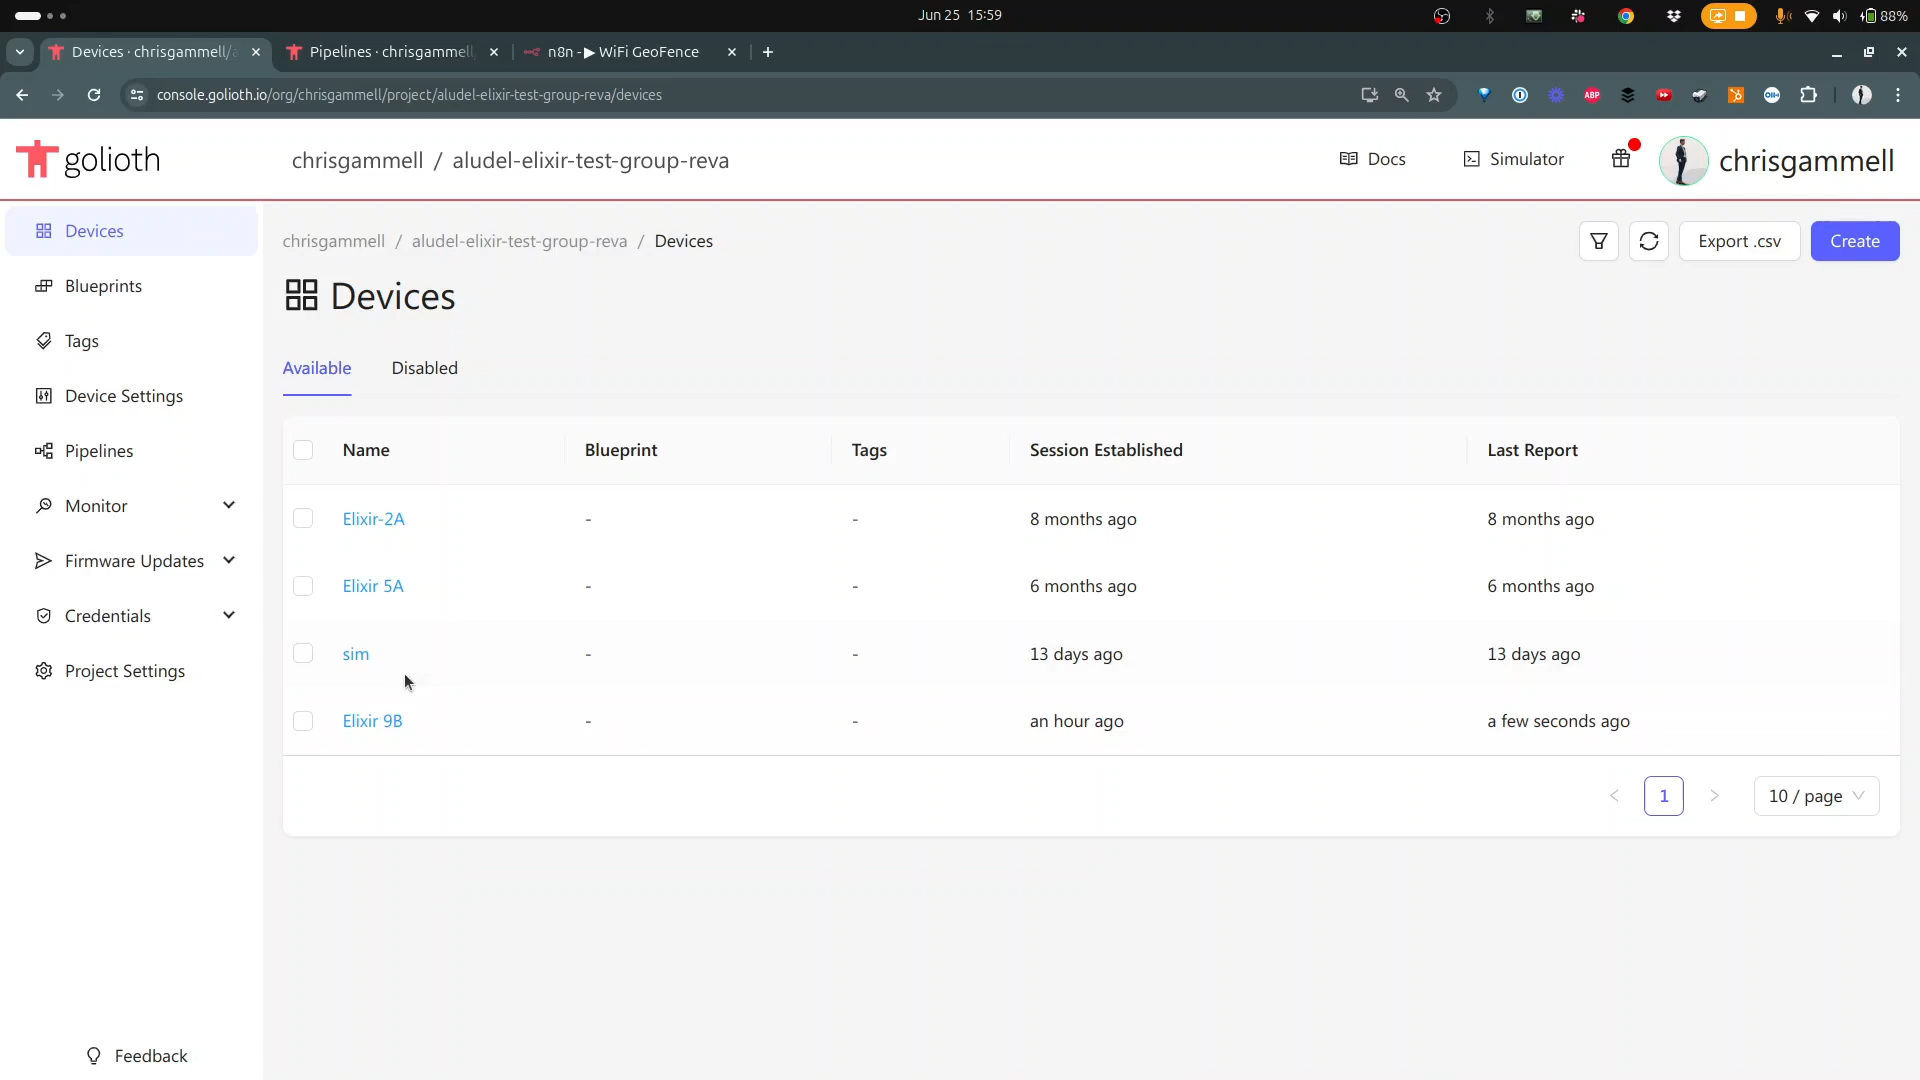 Jun 25 15:59
88%
Devices · chrisgammell/a
Pipelines · chrisgammell
n8n - ▶ WiFi GeoFence
console.golioth.io/org/chrisgammell/project/aludel-elixir-test-group-reva/devices
ABP
golioth
chrisgammell / aludel-elixir-test-group-reva
Docs
Simulator
chrisgammell
Devices
Blueprints
Tags
Device Settings
Pipelines
Monitor
Firmware Updates
Credentials
Project Settings
Feedback
chrisgammell / aludel-elixir-test-group-reva / Devices
Export .csv
Create
Devices
Available
Disabled
Name Blueprint Tags Session Established Last Report
Elixir-2A - - 8 months ago 8 months ago
Elixir 5A - - 6 months ago 6 months ago
sim - - 13 days ago 13 days ago
Elixir 9B - - an hour ago a few seconds ago
< 1 > 10 / page